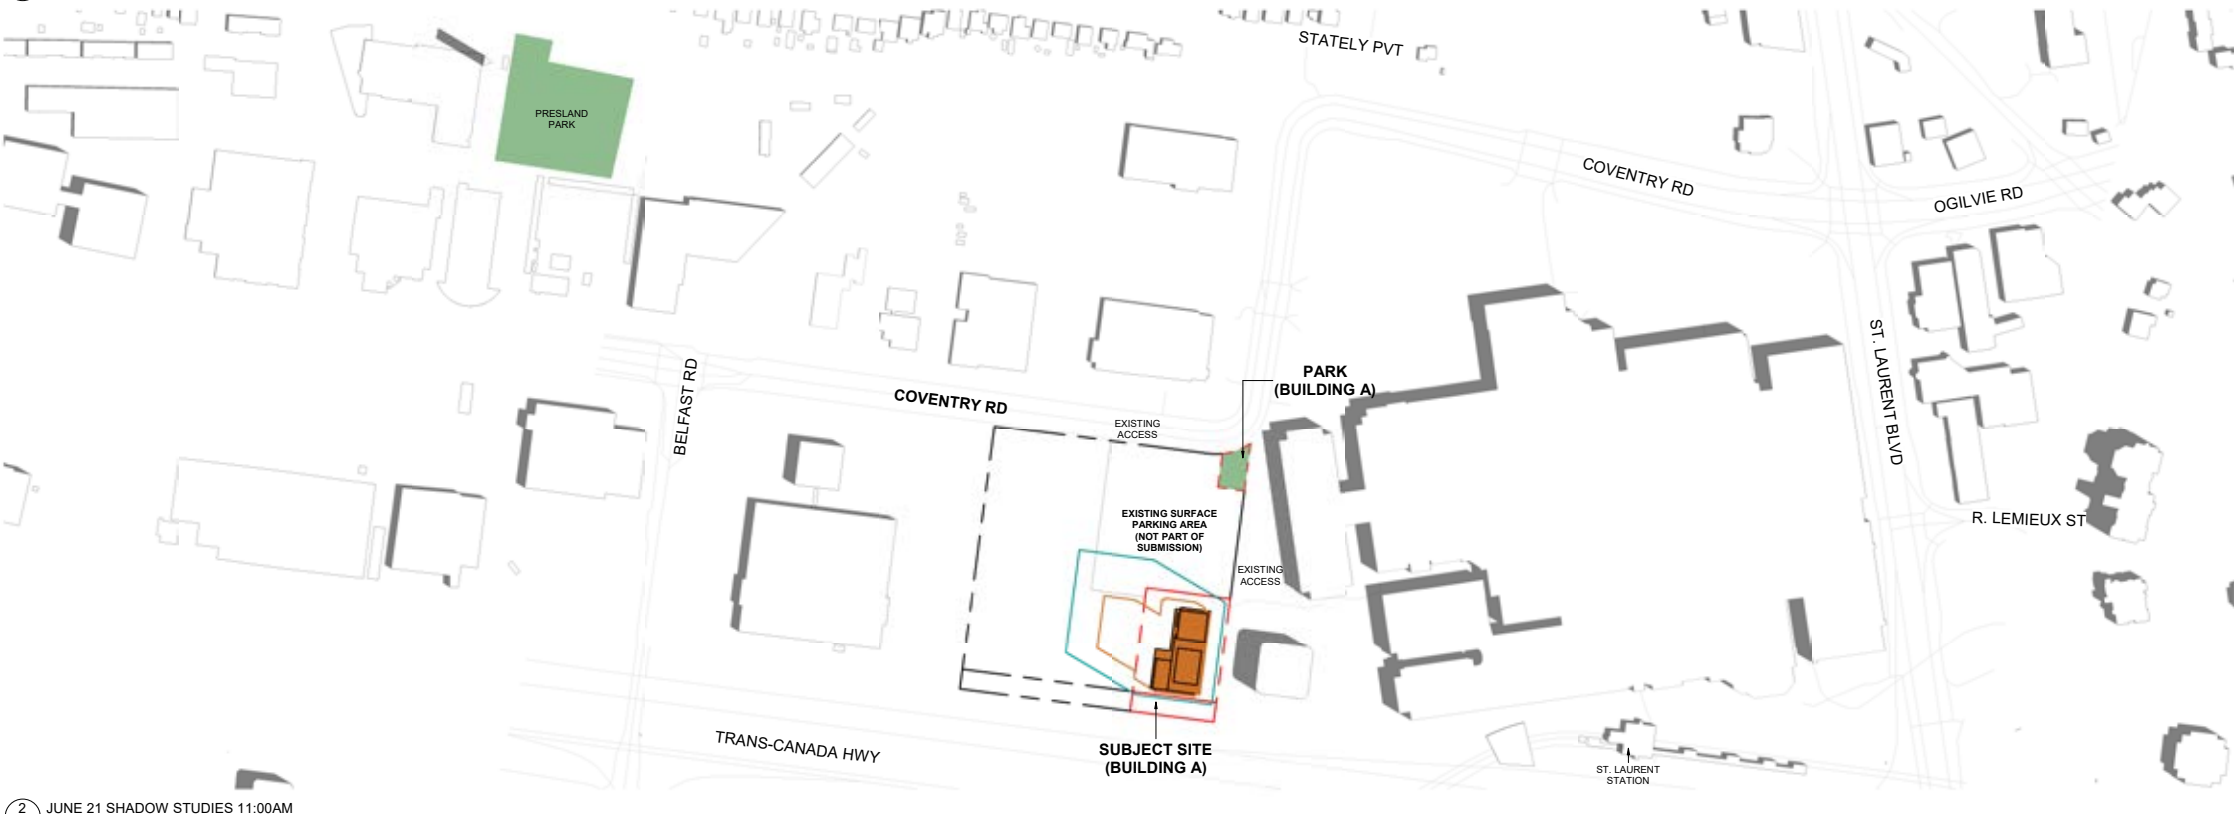 STATELY PVT
PRESLAND
PARK
COVENTRY RD
OGILVIE RD
ST. LAURENT BLVD
BELFAST RD
PARK
(BUILDING A)
COVENTRY RD
EXISTING
ACCESS
EXISTING SURFACE
PARKING AREA
(NOT PART OF
SUBMISSION)
R. LEMIEUX ST
EXISTING
ACCESS
TRANS-CANADA HWY
SUBJECT SITE
(BUILDING A)
ST. LAURENT
STATION
2 JUNE 21 SHADOW STUDIES 11:00AM